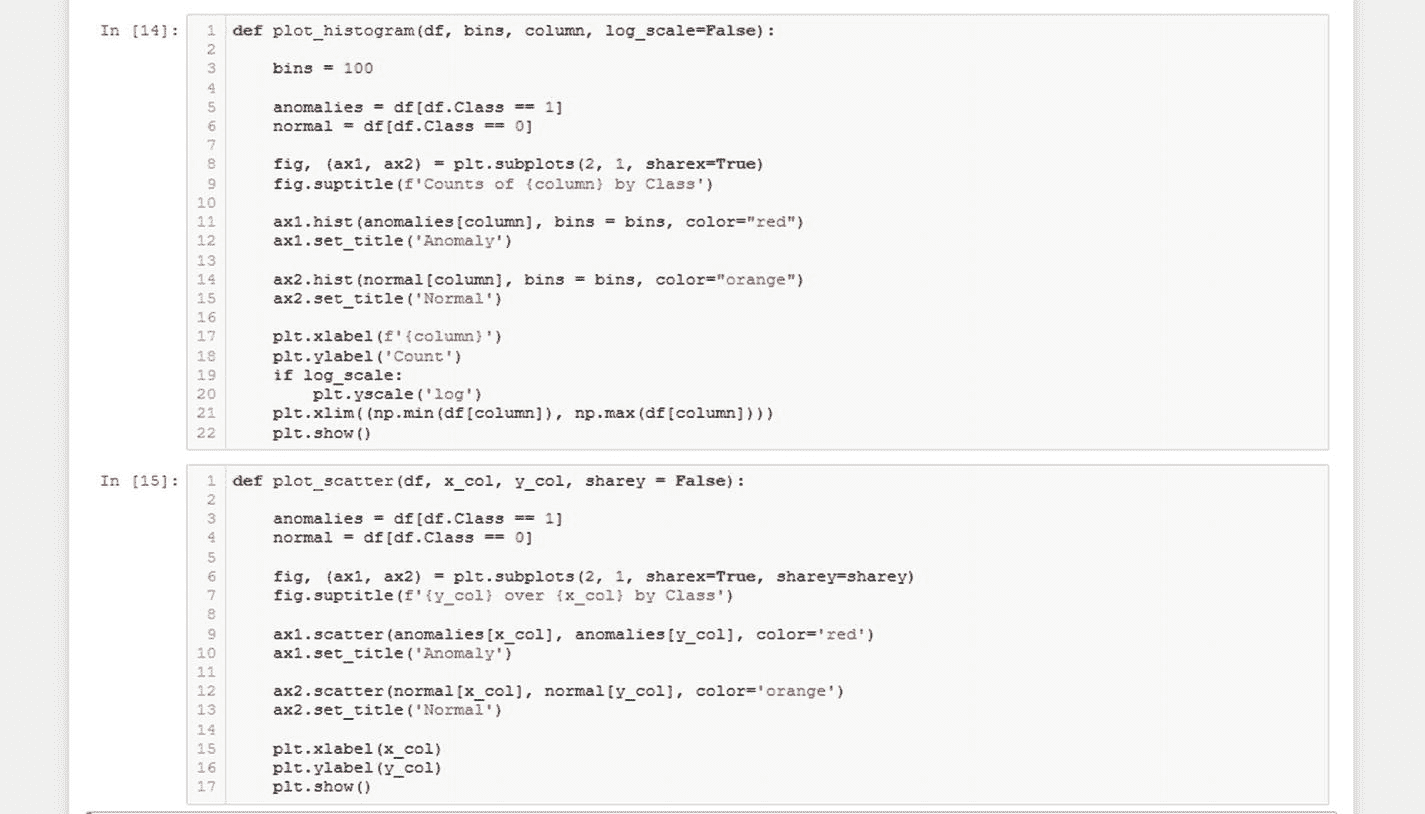 In [14]:
1 def plot_histogram(df, bins, column, log_scale=False):
2
3     bins = 100
4
5     anomalies = df[df.Class == 1]
6     normal = df[df.Class == 0]
7
8     fig, (ax1, ax2) = plt.subplots(2, 1, sharex=True)
9     fig.suptitle(f'Counts of {column} by Class')
10
11     ax1.hist(anomalies[column], bins = bins, color="red")
12     ax1.set_title('Anomaly')
13
14     ax2.hist(normal[column], bins = bins, color="orange")
15     ax2.set_title('Normal')
16
17     plt.xlabel(f'{column}')
18     plt.ylabel('Count')
19     if log_scale:
20         plt.yscale('log')
21     plt.xlim((np.min(df[column]), np.max(df[column])))
22     plt.show()
In [15]:
1 def plot_scatter(df, x_col, y_col, sharey = False):
2
3     anomalies = df[df.Class == 1]
4     normal = df[df.Class == 0]
5
6     fig, (ax1, ax2) = plt.subplots(2, 1, sharex=True, sharey=sharey)
7     fig.suptitle(f'{y_col} over {x_col} by Class')
8
9     ax1.scatter(anomalies[x_col], anomalies[y_col], color='red')
10     ax1.set_title('Anomaly')
11
12     ax2.scatter(normal[x_col], normal[y_col], color='orange')
13     ax2.set_title('Normal')
14
15     plt.xlabel(x_col)
16     plt.ylabel(y_col)
17     plt.show()